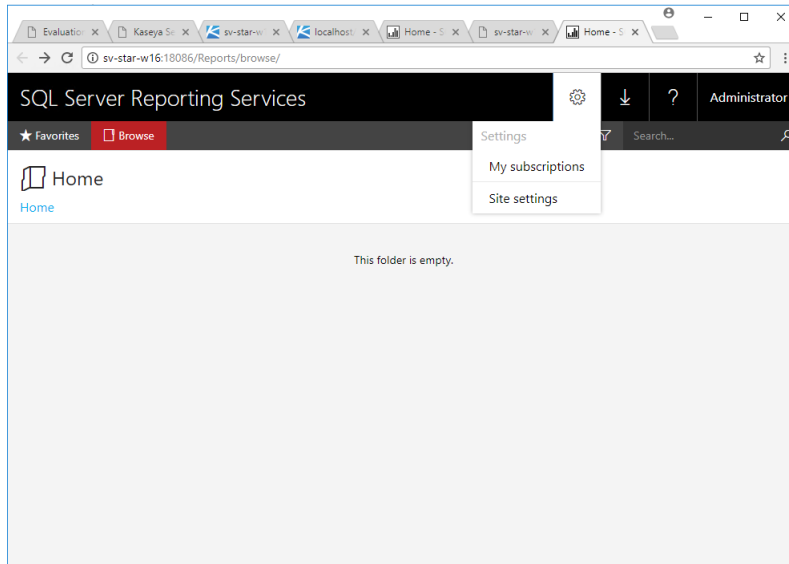 Evaluation Kaseya Se sv-star-w localhost Home - S sv-star-w Home - S
sv-star-w16:18086/Reports/browse/
SQL Server Reporting Services ? Administrator
Favorites Browse Settings Search...
My subscriptions
Home
Site settings
Home
This folder is empty.